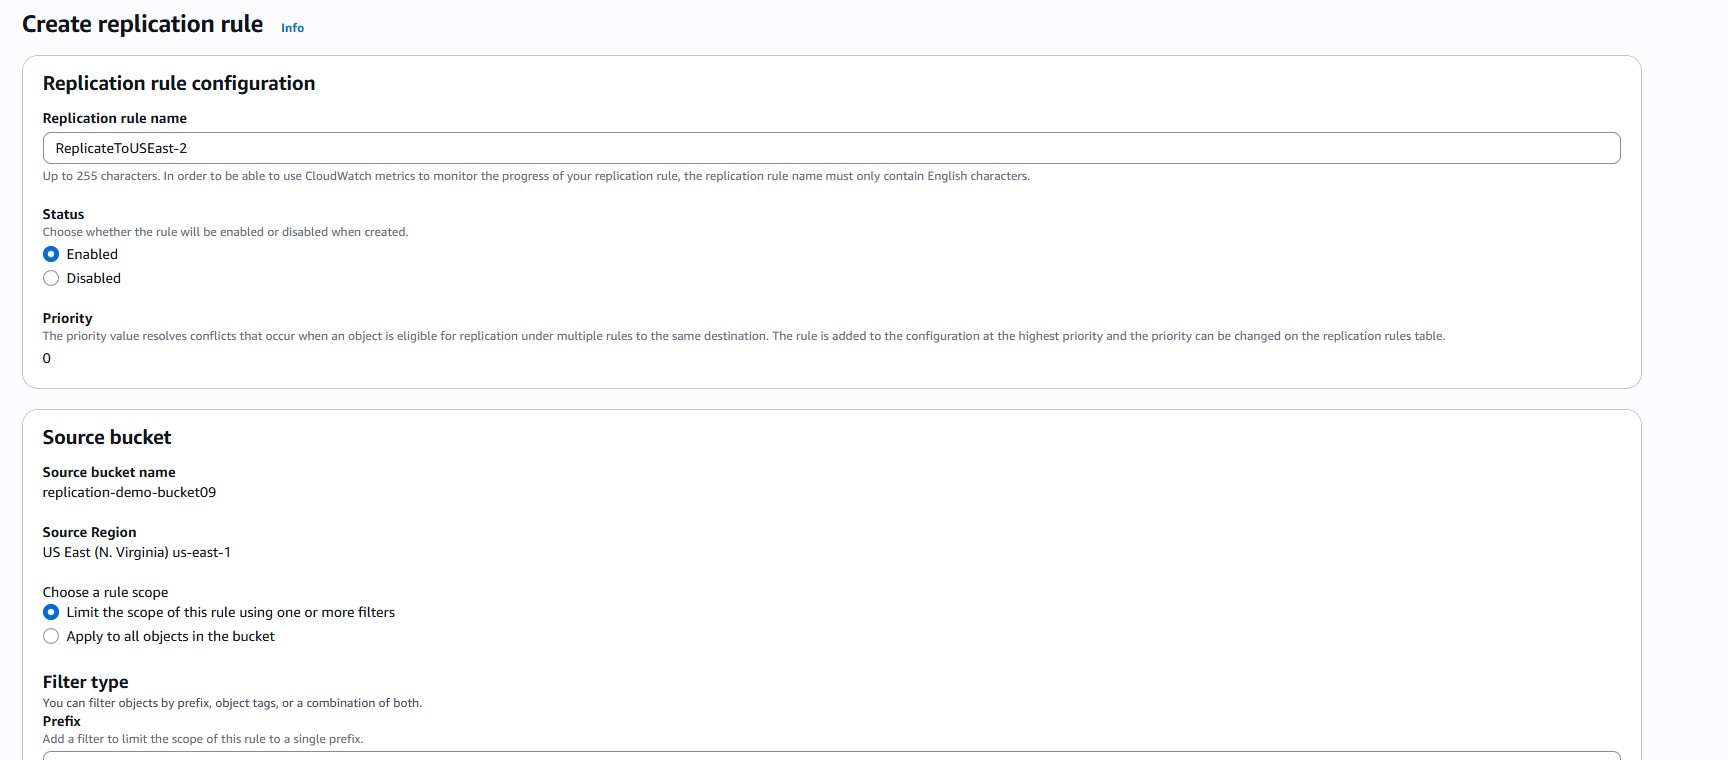 Create replication rule Info
Replication rule configuration
Replication rule name
ReplicateToUSEast-2
Up to 255 characters. In order to be able to use CloudWatch metrics to monitor the progress of your replication rule, the replication rule name must only contain English characters.
Status
Choose whether the rule will be enabled or disabled when created.
Enabled
Disabled
Priority
The priority value resolves conflicts that occur when an object is eligible for replication under multiple rules to the same destination. The rule is added to the configuration at the highest priority and the priority can be changed on the replication rules table.
0
Source bucket
Source bucket name
replication-demo-bucket09
Source Region
US East (N. Virginia) us-east-1
Choose a rule scope
Limit the scope of this rule using one or more filters
Apply to all objects in the bucket
Filter type
You can filter objects by prefix, object tags, or a combination of both.
Prefix
Add a filter to limit the scope of this rule to a single prefix.